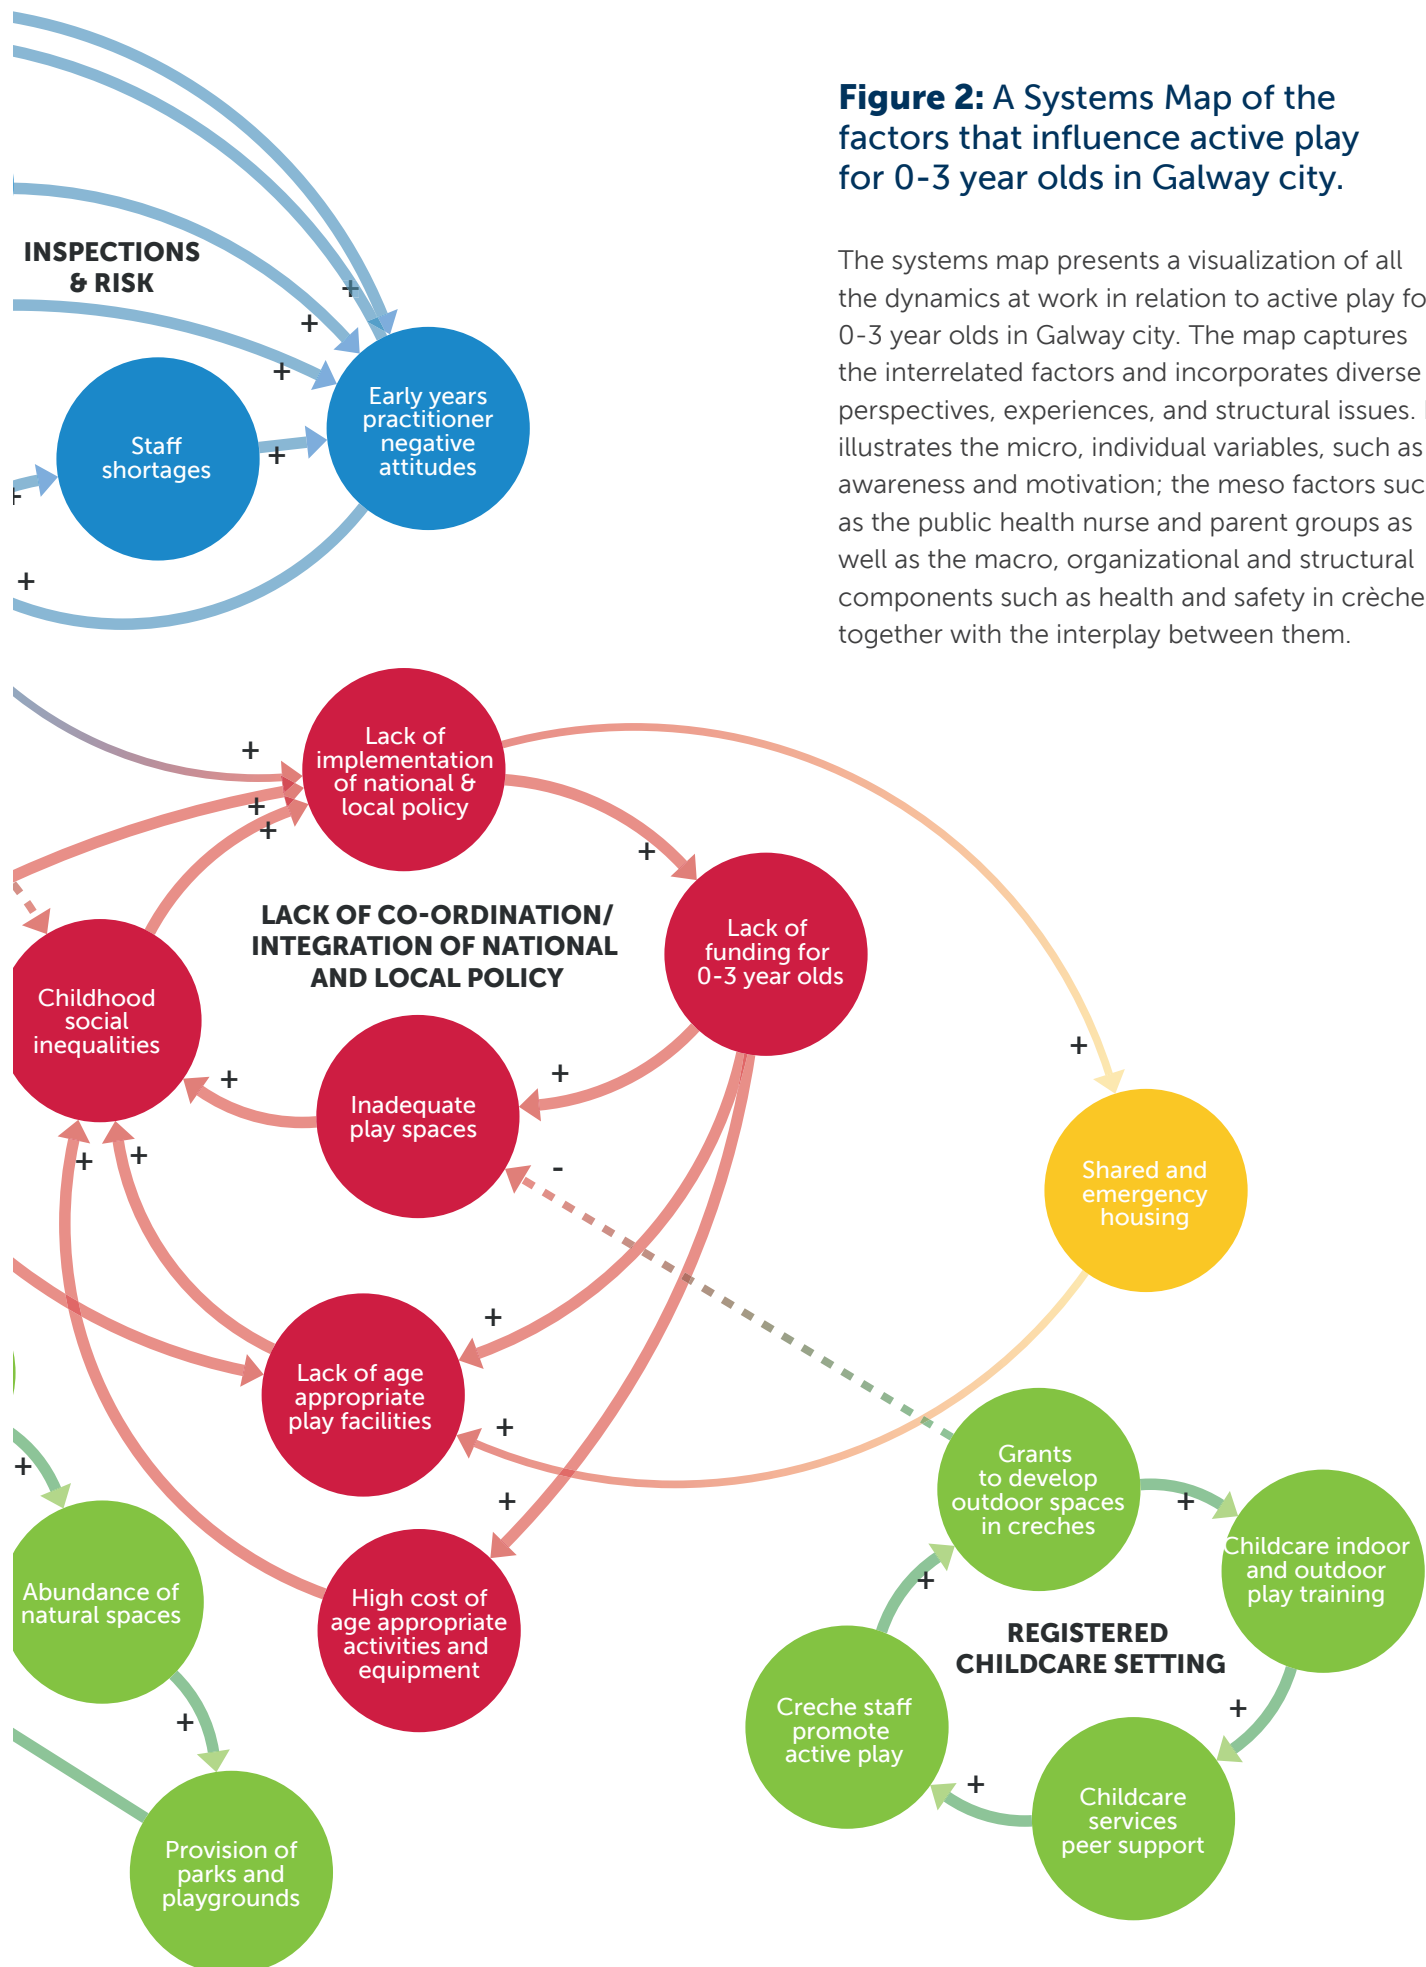 Figure 2: A Systems Map of the
factors that influence active play
for 0-3 year olds in Galway city.
The systems map presents a visualization of all
the dynamics at work in relation to active play fo
0-3 year olds in Galway city. The map captures
the interrelated factors and incorporates diverse
perspectives, experiences, and structural issues.
illustrates the micro, individual variables, such as
awareness and motivation; the meso factors suc
as the public health nurse and parent groups as
well as the macro, organizational and structural
components such as health and safety in crèche
together with the interplay between them.
INSPECTIONS
& RISK
+
+
+
Early years
practitioner
negative
attitudes
Staff
shortages
+
+
+
Lack of
implementation
of national &
local policy
+
+
+
+
LACK OF CO-ORDINATION/
INTEGRATION OF NATIONAL
AND LOCAL POLICY
Lack of
funding for
0-3 year olds
Childhood
social
inequalities
+
+
+
Inadequate
play spaces
+
+
-
Shared and
emergency
housing
+
Lack of age
appropriate
play facilities
+
+
+
Grants
to develop
outdoor spaces
in creches
+
Childcare indoor
and outdoor
play training
Abundance of
natural spaces
High cost of
age appropriate
activities and
equipment
+
REGISTERED
CHILDCARE SETTING
Creche staff
promote
active play
+
+
+
Childcare
services
peer support
Provision of
parks and
playgrounds